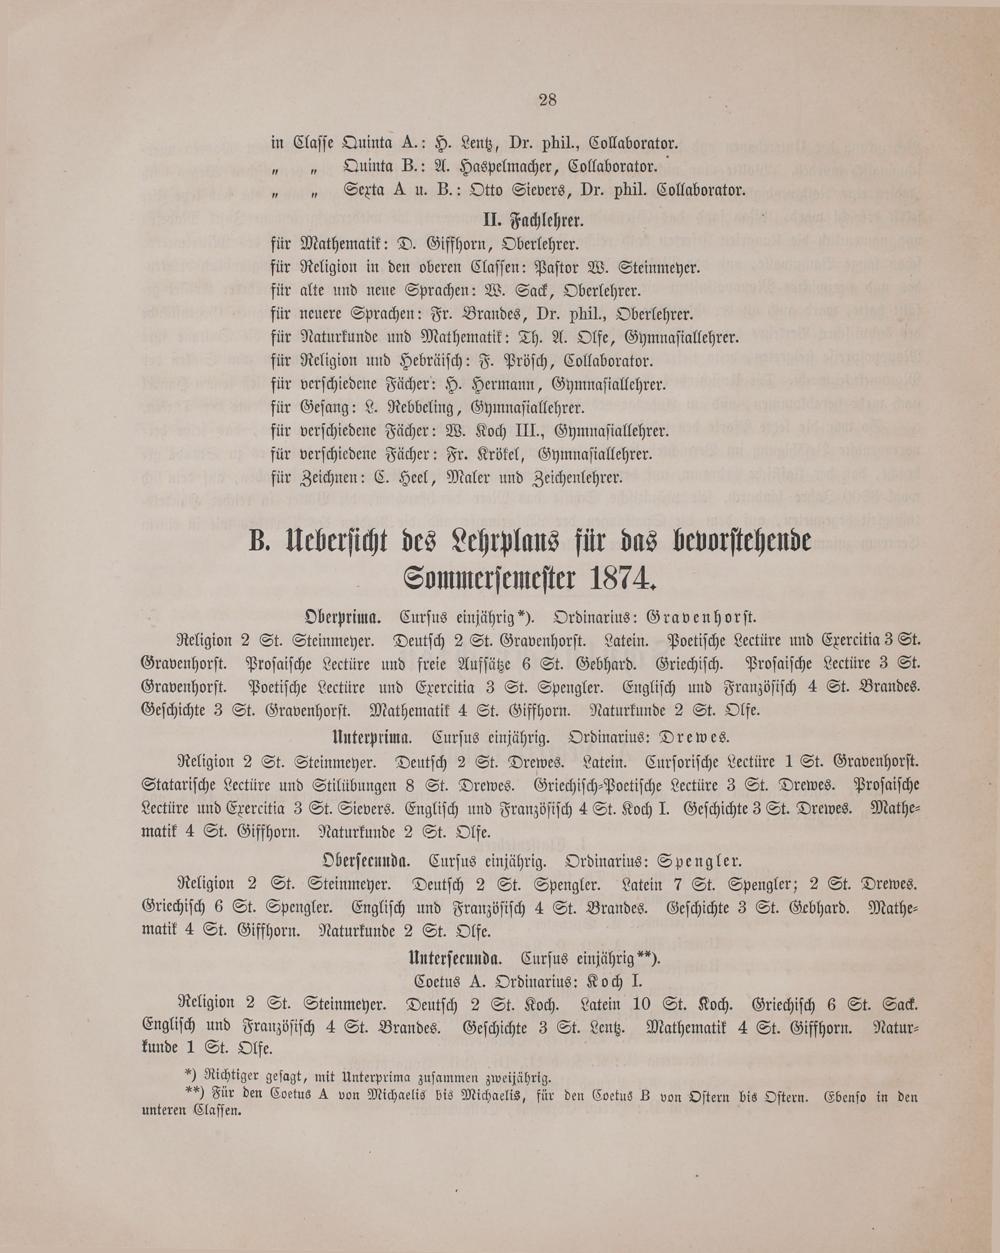 28
in Classe Quinta A.: H. Lentz, Dr. phil., Collaborator.
„ „ Quinta B.: A. Haspelmacher, Collaborator.
„ „ Sexta A u. B.: Otto Sievers, Dr. phil. Collaborator.
II. Fachlehrer.
für Mathematik: D. Giffhorn, Oberlehrer.
für Religion in den oberen Classen: Pastor W. Steinmeyer.
für alte und neue Sprachen: W. Sack, Oberlehrer.
für neuere Sprachen: Fr. Brandes, Dr. phil., Oberlehrer.
für Naturkunde und Mathematik: Th. A. Olfe, Gymnasiallehrer.
für Religion und Hebräisch: F. Prösch, Collaborator.
für verschiedene Fächer: H. Hermann, Gymnasiallehrer.
für Gesang: L. Rebbeling, Gymnasiallehrer.
für verschiedene Fächer: W. Koch III., Gymnasiallehrer.
für verschiedene Fächer: Fr. Krökel, Gymnasiallehrer.
für Zeichnen: C. Heel, Maler und Zeichenlehrer.
B. Uebersicht des Lehrplans für das bevorstehende
Sommersemester 1874.
Oberprima. Cursus einjährig*). Ordinarius: Gravenhorst.
Religion 2 St. Steinmeyer. Deutsch 2 St. Gravenhorst. Latein. Poetische Lectüre und Exercitia 3 St.
Gravenhorst. Prosaische Lectüre und freie Aufsätze 6 St. Gebhard. Griechisch. Prosaische Lectüre 3 St.
Gravenhorst. Poetische Lectüre und Exercitia 3 St. Spengler. Englisch und Französisch 4 St. Brandes.
Geschichte 3 St. Gravenhorst. Mathematik 4 St. Giffhorn. Naturkunde 2 St. Olfe.
Unterprima. Cursus einjährig. Ordinarius: Drewes.
Religion 2 St. Steinmeyer. Deutsch 2 St. Drewes. Latein. Cursorische Lectüre 1 St. Gravenhorst.
Statarische Lectüre und Stilübungen 8 St. Drewes. Griechisch-Poetische Lectüre 3 St. Drewes. Prosaische
Lectüre und Exercitia 3 St. Sievers. Englisch und Französisch 4 St. Koch I. Geschichte 3 St. Drewes. Mathe-
matik 4 St. Giffhorn. Naturkunde 2 St. Olfe.
Obersecunda. Cursus einjährig. Ordinarius: Spengler.
Religion 2 St. Steinmeyer. Deutsch 2 St. Spengler. Latein 7 St. Spengler; 2 St. Drewes.
Griechisch 6 St. Spengler. Englisch und Französisch 4 St. Brandes. Geschichte 3 St. Gebhard. Mathe-
matik 4 St. Giffhorn. Naturkunde 2 St. Olfe.
Untersecunda. Cursus einjährig**).
Coetus A. Ordinarius: Koch I.
Religion 2 St. Steinmeyer. Deutsch 2 St. Koch. Latein 10 St. Koch. Griechisch 6 St. Sack.
Englisch und Französisch 4 St. Brandes. Geschichte 3 St. Lentz. Mathematik 4 St. Giffhorn. Natur-
kunde 1 St. Olfe.
*) Richtiger gesagt, mit Unterprima zusammen zweijährig.
**) Für den Coetus A von Michaelis bis Michaelis, für den Coetus B von Ostern bis Ostern. Ebenso in den
unteren Classen.